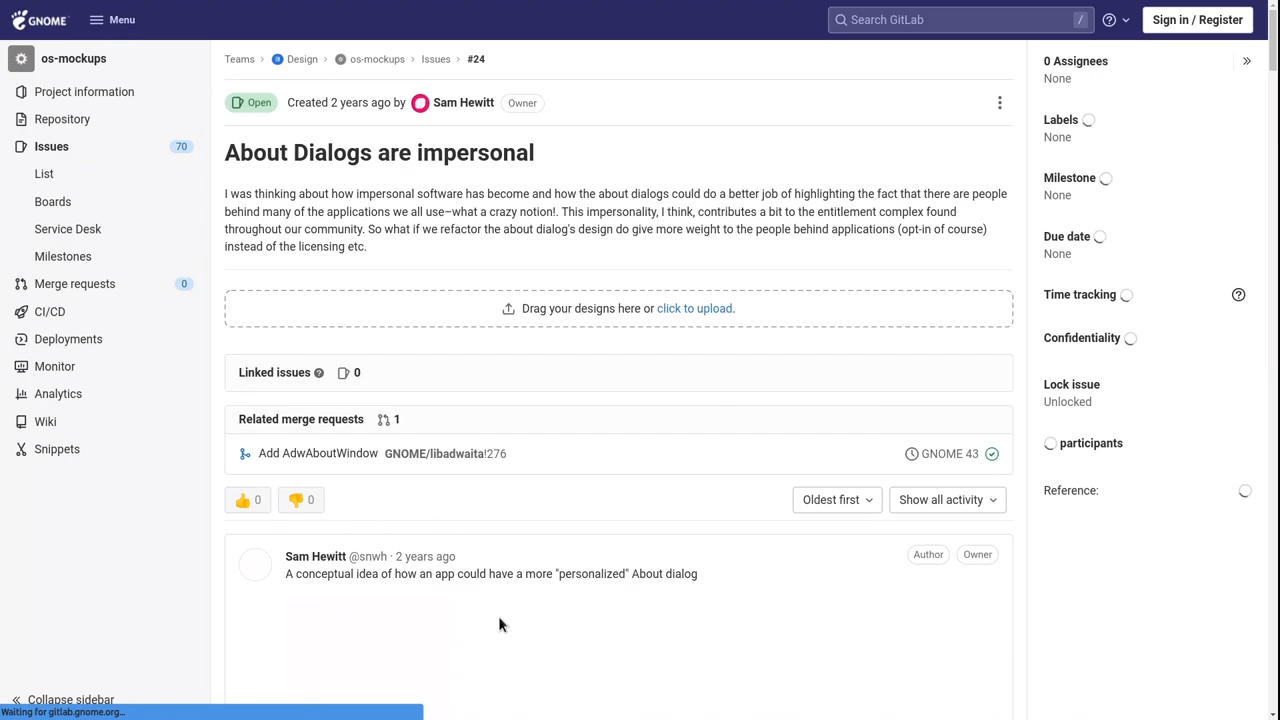 GNOME
Menu
Search GitLab
/
Sign in / Register
os-mockups
Project information
Repository
Issues
70
List
Boards
Service Desk
Milestones
Merge requests
0
CI/CD
Deployments
Monitor
Analytics
Wiki
Snippets
Collapse sidebar
Waiting for gitlab.gnome.org...
Teams > Design > os-mockups > Issues > #24
Open
Created 2 years ago by Sam Hewitt
Owner
About Dialogs are impersonal
I was thinking about how impersonal software has become and how the about dialogs could do a better job of highlighting the fact that there are people
behind many of the applications we all use–what a crazy notion!. This impersonality, I think, contributes a bit to the entitlement complex found
throughout our community. So what if we refactor the about dialog's design do give more weight to the people behind applications (opt-in of course)
instead of the licensing etc.
Drag your designs here or click to upload.
Linked issues
0
Related merge requests
1
Add AdwAboutWindow GNOME/libadwaita!276
GNOME 43
👍 0
👎 0
Oldest first
Show all activity
Sam Hewitt @snwh · 2 years ago
Author
Owner
A conceptual idea of how an app could have a more "personalized" About dialog
0 Assignees
None
Labels
None
Milestone
None
Due date
None
Time tracking
Confidentiality
Lock issue
Unlocked
participants
Reference: